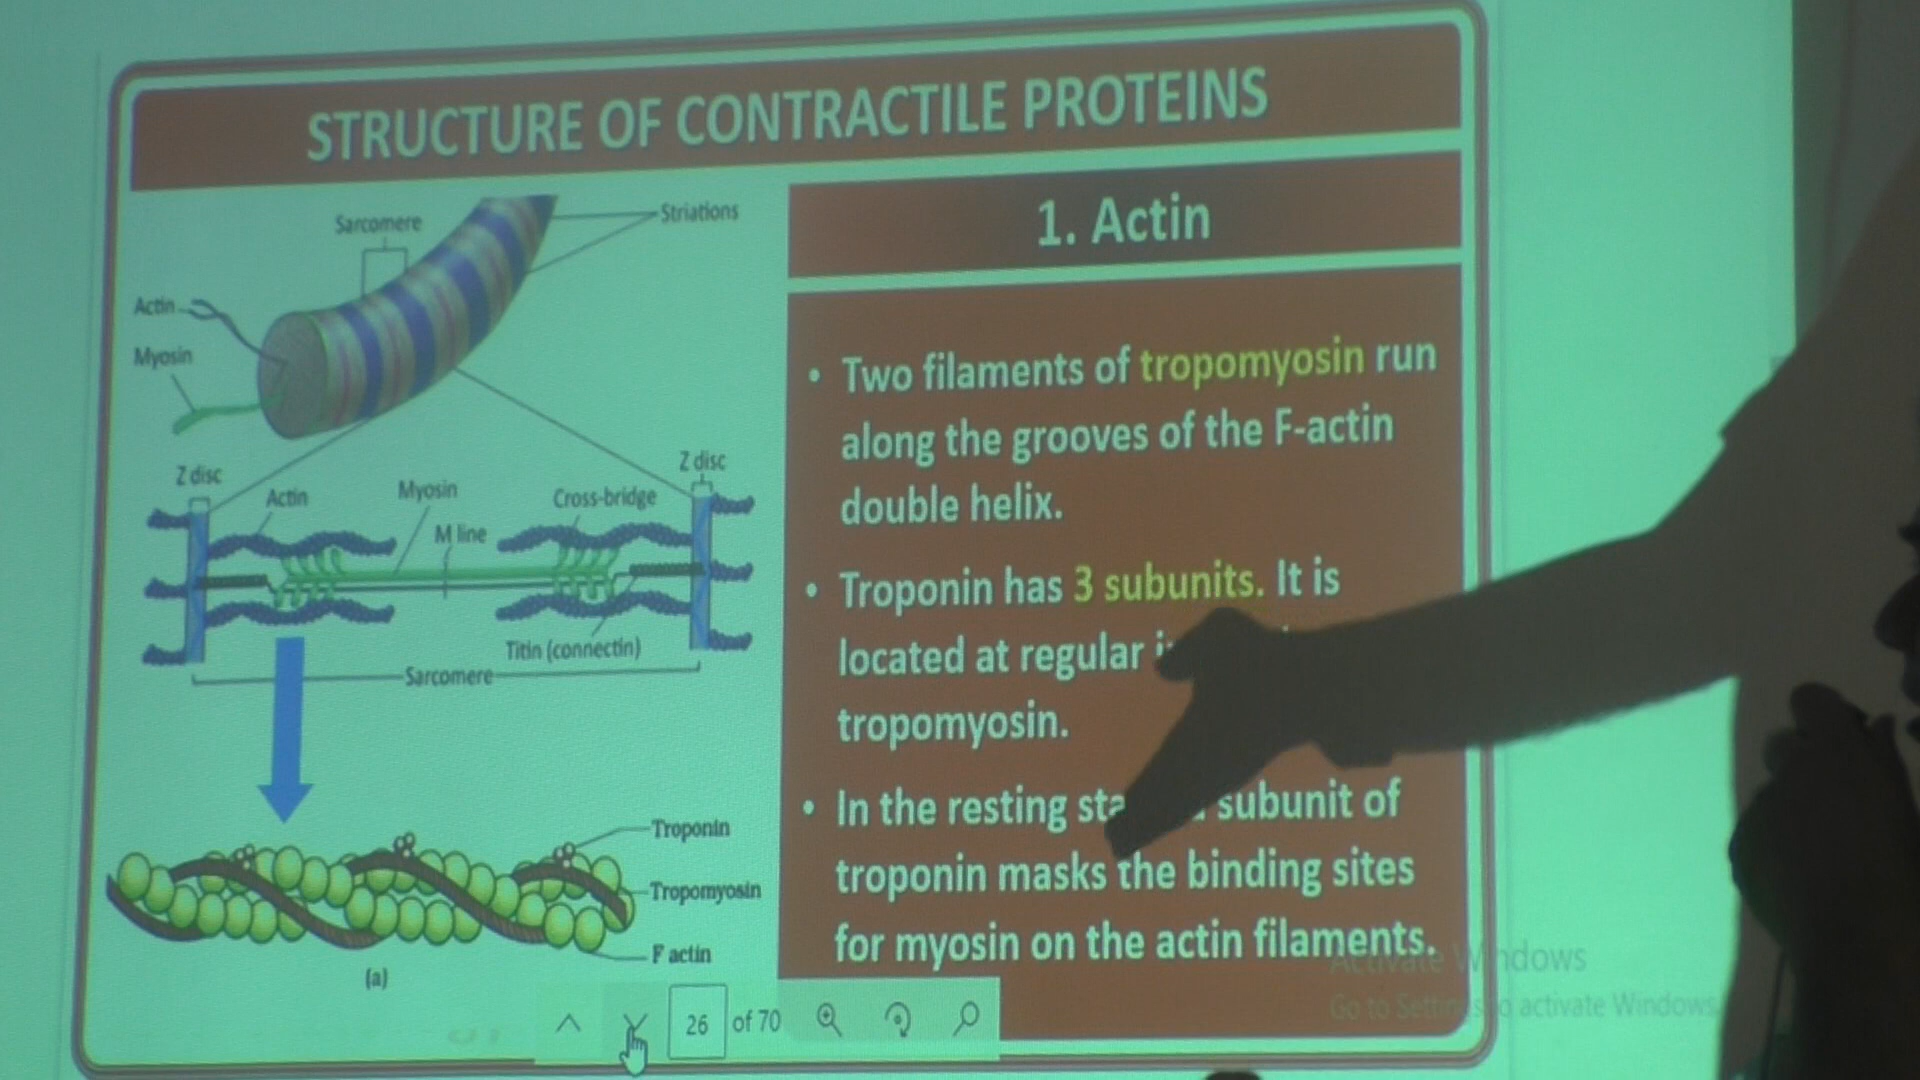 STRUCTURE OF CONTRACTILE PROTEINS
Sarcomere
Striations
Actin
Myosin
Z disc
Actin
Myosin
M line
Cross-bridge
Z disc
Titin (connectin)
Sarcomere
Troponin
Tropomyosin
F actin
(a)
1. Actin
• Two filaments of tropomyosin run
along the grooves of the F-actin
double helix.
• Troponin has 3 subunits. It is
located at regular
tropomyosin.
• In the resting subunit of
troponin masks the binding sites
for myosin on the actin filaments.
Activate Windows
Go to Settings to activate Windows.
26 of 70